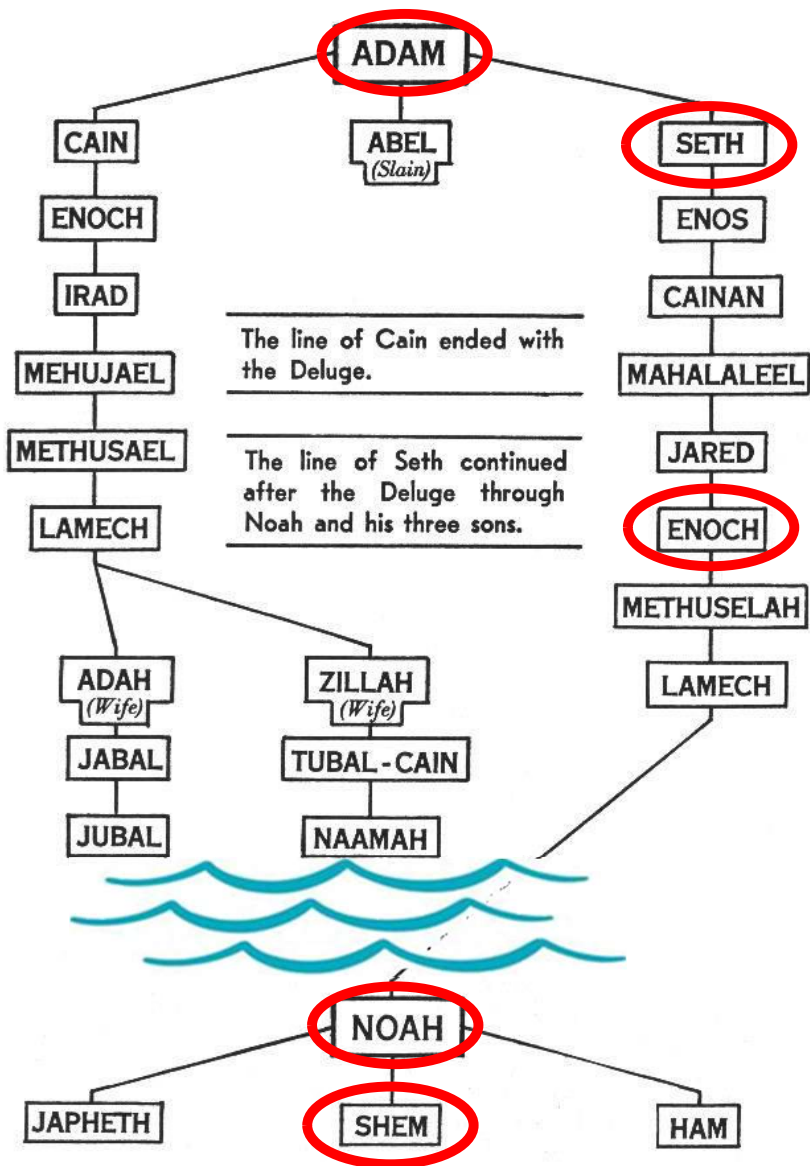 ADAM
CAIN
ABEL
(Slain)
SETH
ENOCH
ENOS
IRAD
CAINAN
The line of Cain ended with
the Deluge.
MEHUJAEL
MAHALALEEL
METHUSAEL
JARED
The line of Seth continued
after the Deluge through
Noah and his three sons.
LAMECH
ENOCH
METHUSELAH
ADAH
(Wife)
ZILLAH
(Wife)
LAMECH
JABAL
TUBAL-CAIN
JUBAL
NAAMAH
NOAH
JAPHETH
SHEM
HAM